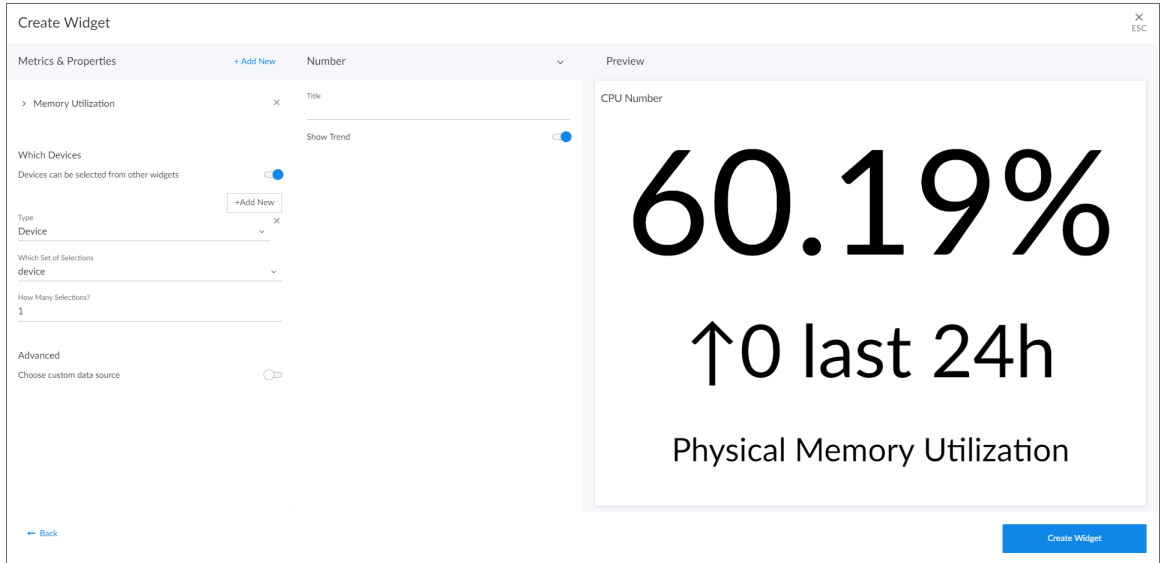 Create Widget
ESC
Metrics & Properties
+ Add New
Number
Preview
Memory Utilization
Which Devices
Devices can be selected from other widgets
+Add New
Type
Device
Which Set of Selections
device
How Many Selections?
1
Advanced
Choose custom data source
Title
Show Trend
CPU Number
60.19%
↑0 last 24h
Physical Memory Utilization
← Back
Create Widget